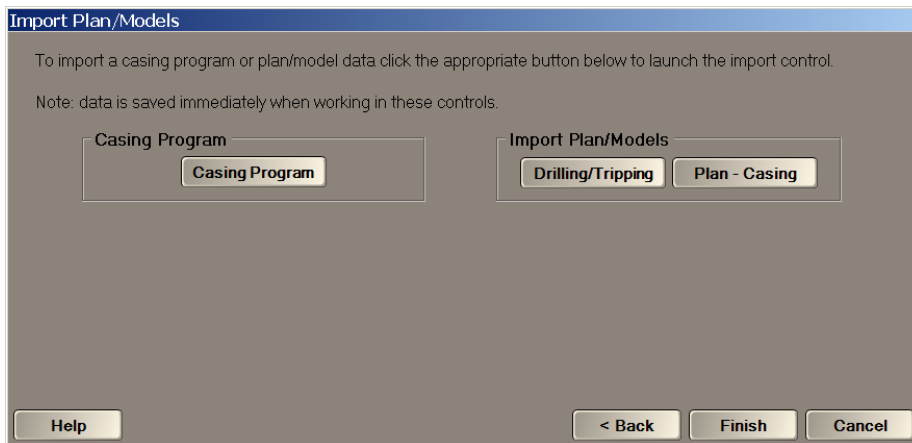 Import Plan/Models
To import a casing program or plan/model data click the appropriate button below to launch the import control.
Note: data is saved immediately when working in these controls.
Casing Program
Casing Program
Import Plan/Models
Drilling/Tripping
Plan - Casing
Help
< Back
Finish
Cancel